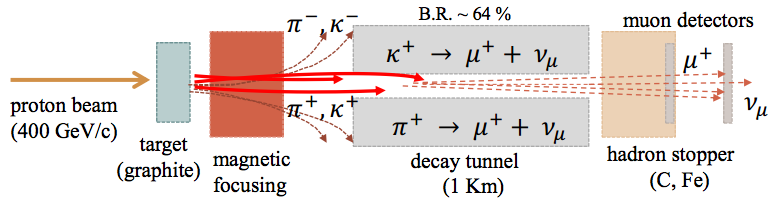 B.R. ~ 64 %
muon detectors
π⁻, κ⁻
κ⁺ → μ⁺ + ν_μ
μ⁺
proton beam
(400 GeV/c)
π⁺, κ⁺
π⁺ → μ⁺ + ν_μ
ν_μ
target
(graphite)
magnetic
focusing
decay tunnel
(1 Km)
hadron stopper
(C, Fe)